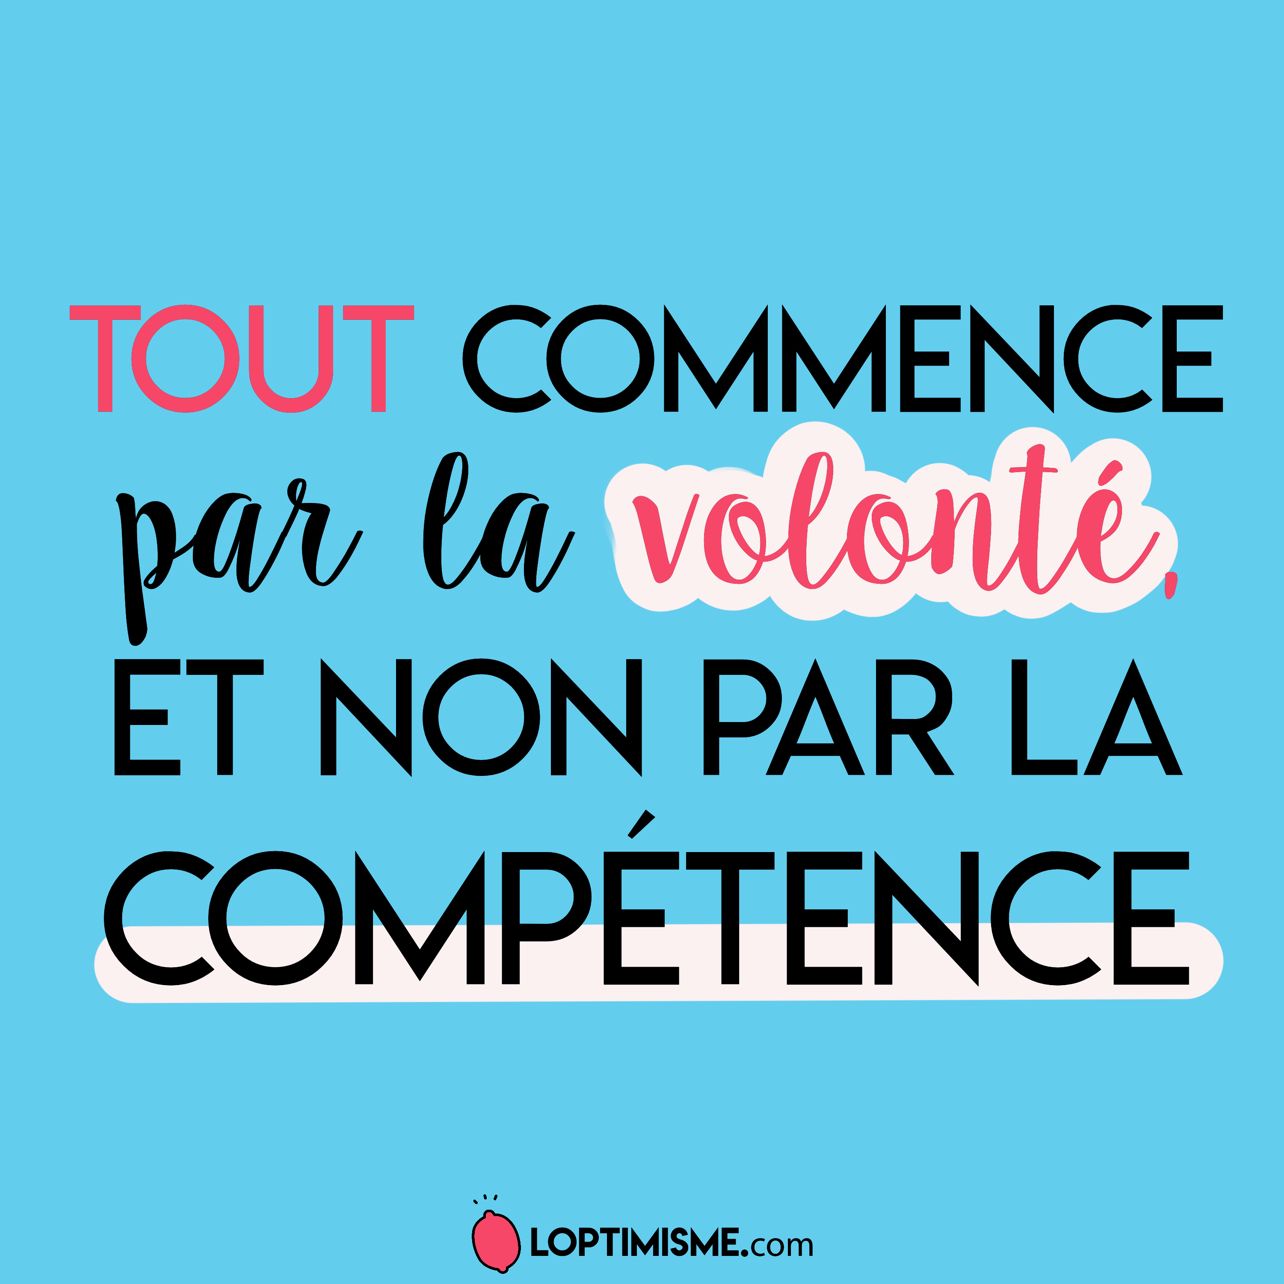 TOUT COMMENCE
par la volonté,
ET NON PAR LA
COMPÉTENCE
LOPTIMISME.com